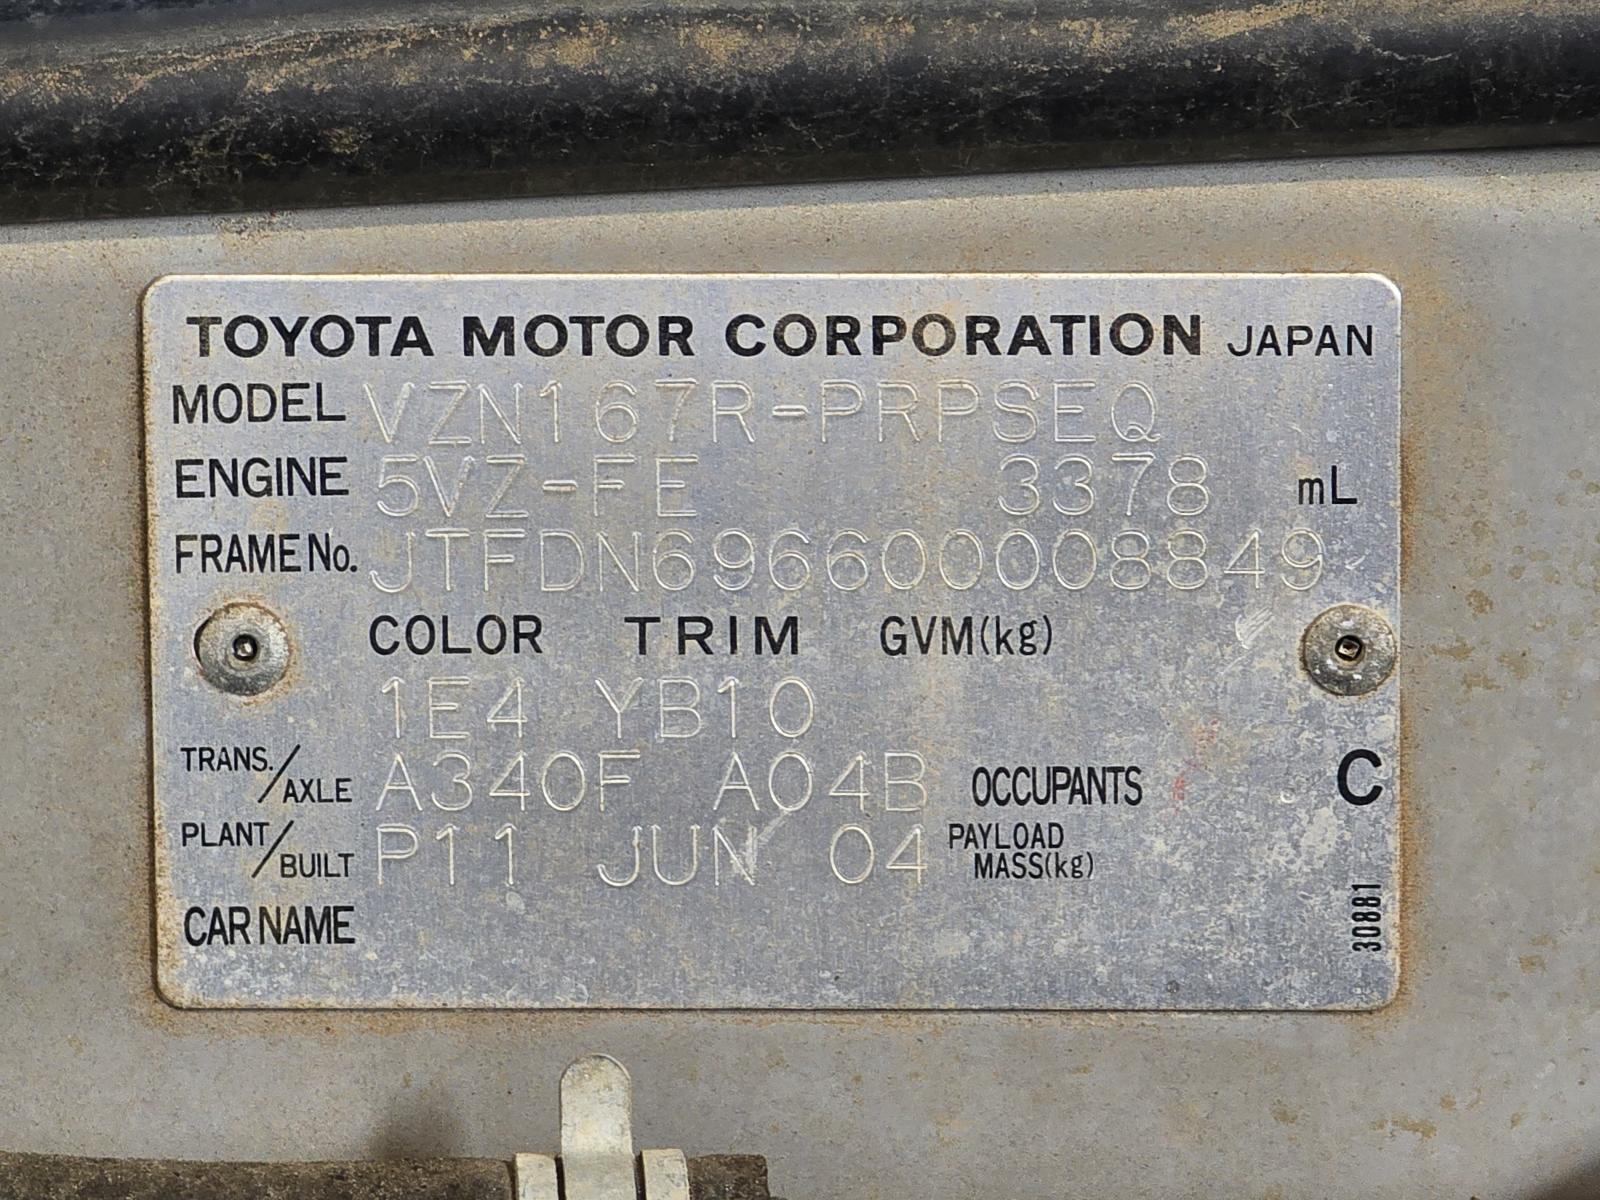 TOYOTA MOTOR CORPORATION JAPAN
MODEL VZN167R-PRPSEQ
ENGINE 5VZ-FE 3378 mL
FRAME No. JTFDN696600008849
COLOR TRIM GVM(kg)
1E4 YB10
TRANS./AXLE A340F A04B OCCUPANTS C
PLANT/BUILT P11 JUN 04 PAYLOAD MASS(kg)
CAR NAME
30881